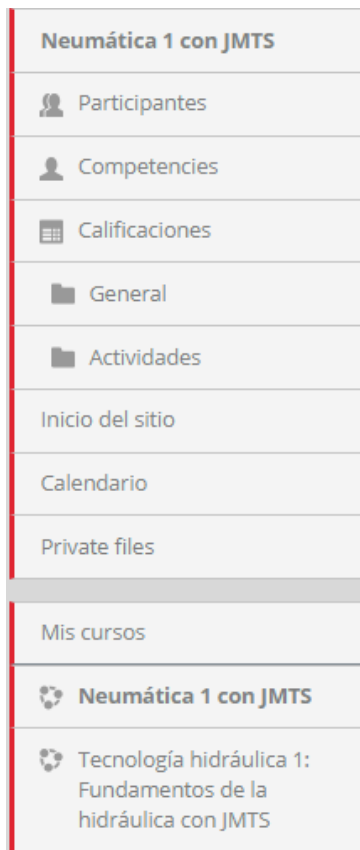 Neumática 1 con JMTS
Participantes
Competencies
Calificaciones
General
Actividades
Inicio del sitio
Calendario
Private files
Mis cursos
Neumática 1 con JMTS
Tecnología hidráulica 1:
Fundamentos de la
hidráulica con JMTS